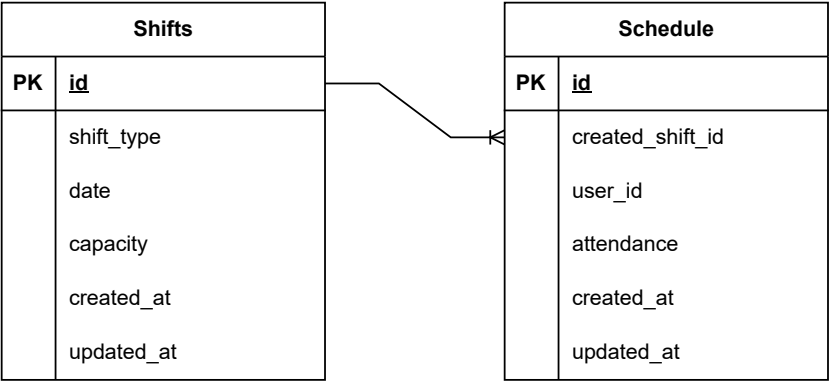 Shifts
PK id
shift_type
date
capacity
created_at
updated_at
Schedule
PK id
created_shift_id
user_id
attendance
created_at
updated_at